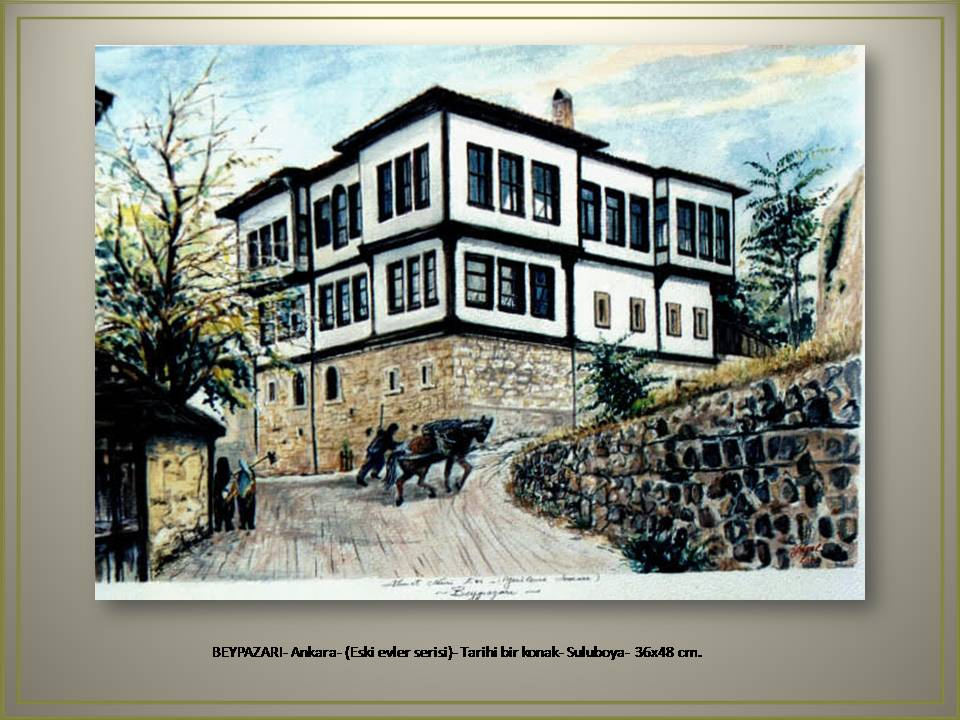 Beypazarı
BEYPAZARI- Ankara- (Eski evler serisi)- Tarihi bir konak- Suluboya- 36x48 cm.